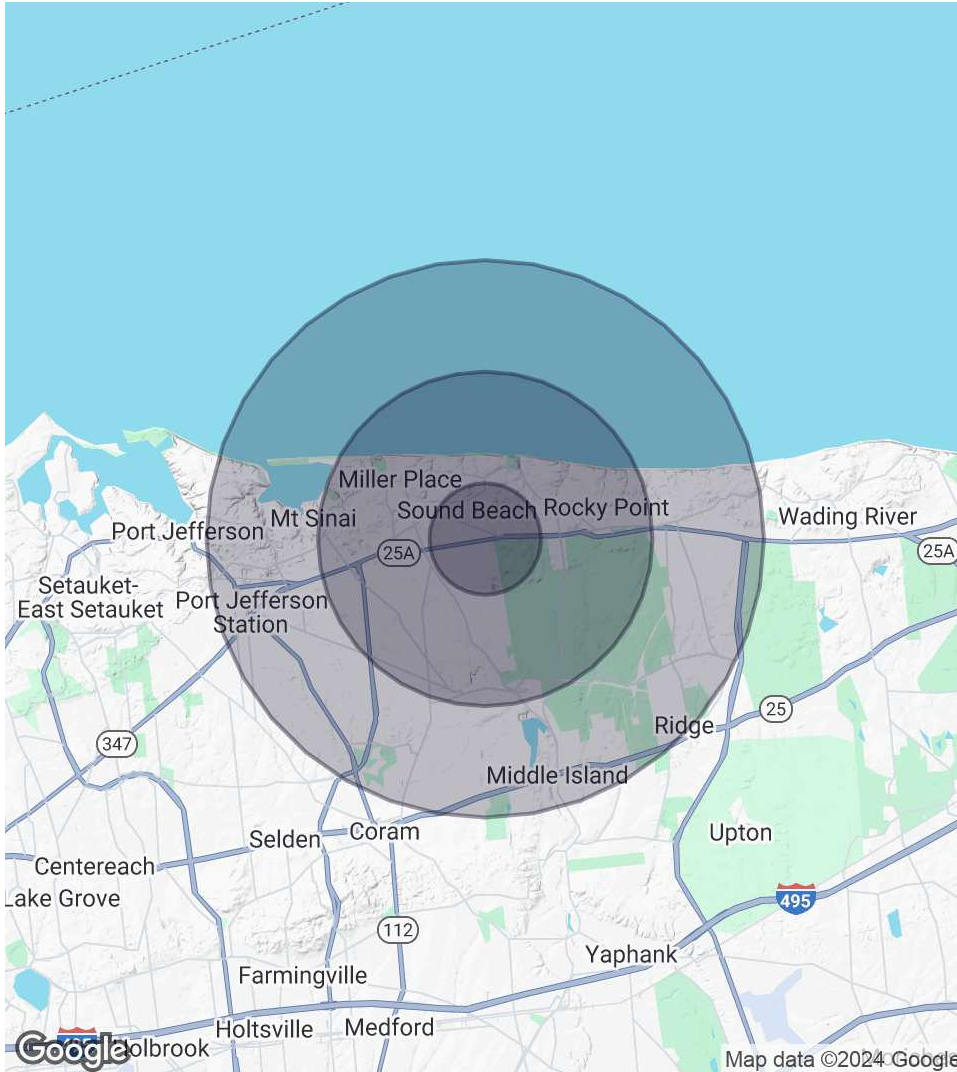 Miller Place
Sound Beach
Rocky Point
Mt Sinai
Port Jefferson
Wading River
25A
25A
Setauket-
East Setauket
Port Jefferson
Station
25
Ridge
347
Middle Island
Upton
Coram
Selden
Centereach
Lake Grove
495
112
Yaphank
Farmingville
Holtsville
Medford
Holbrook
Google
Map data ©2024 Google